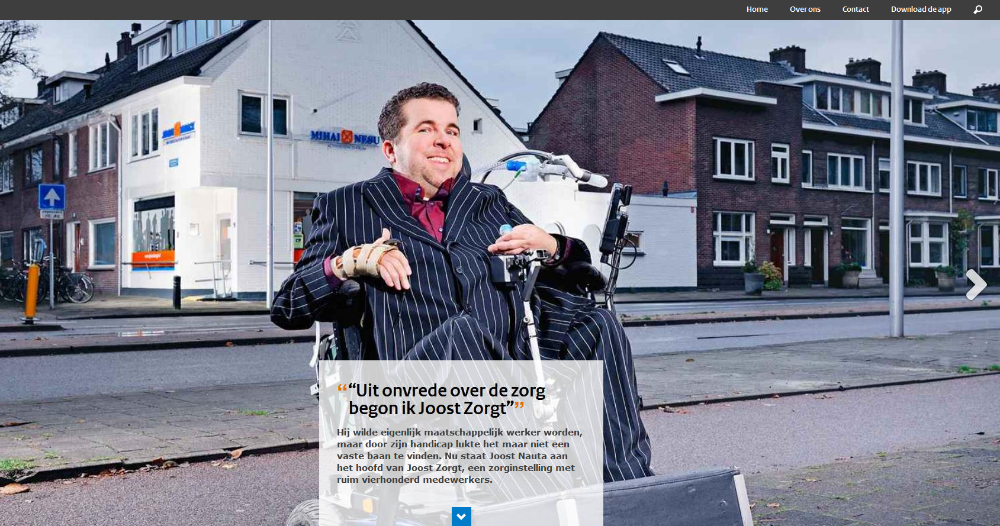 Home
Over ons
Contact
Download de app
MIHAI NESU
““Uit onvrede over de zorg
begon ik Joost Zorgt””
Hij wilde eigenlijk maatschappelijk werker worden,
maar door zijn handicap lukte het maar niet een
vaste baan te vinden. Nu staat Joost Nauta aan
het hoofd van Joost Zorgt, een zorginstelling met
ruim vierhonderd medewerkers.